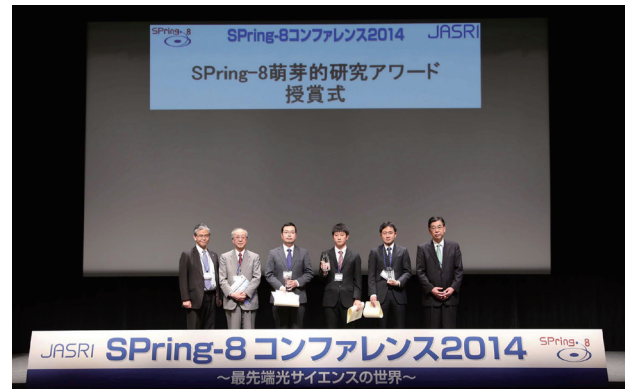 SPring-8 SPring-8コンファレンス2014 JASRI
SPring-8萌芽的研究アワード
授賞式
JASRI SPring-8 コンファレンス2014 SPring-8
～最先端光サイエンスの世界～